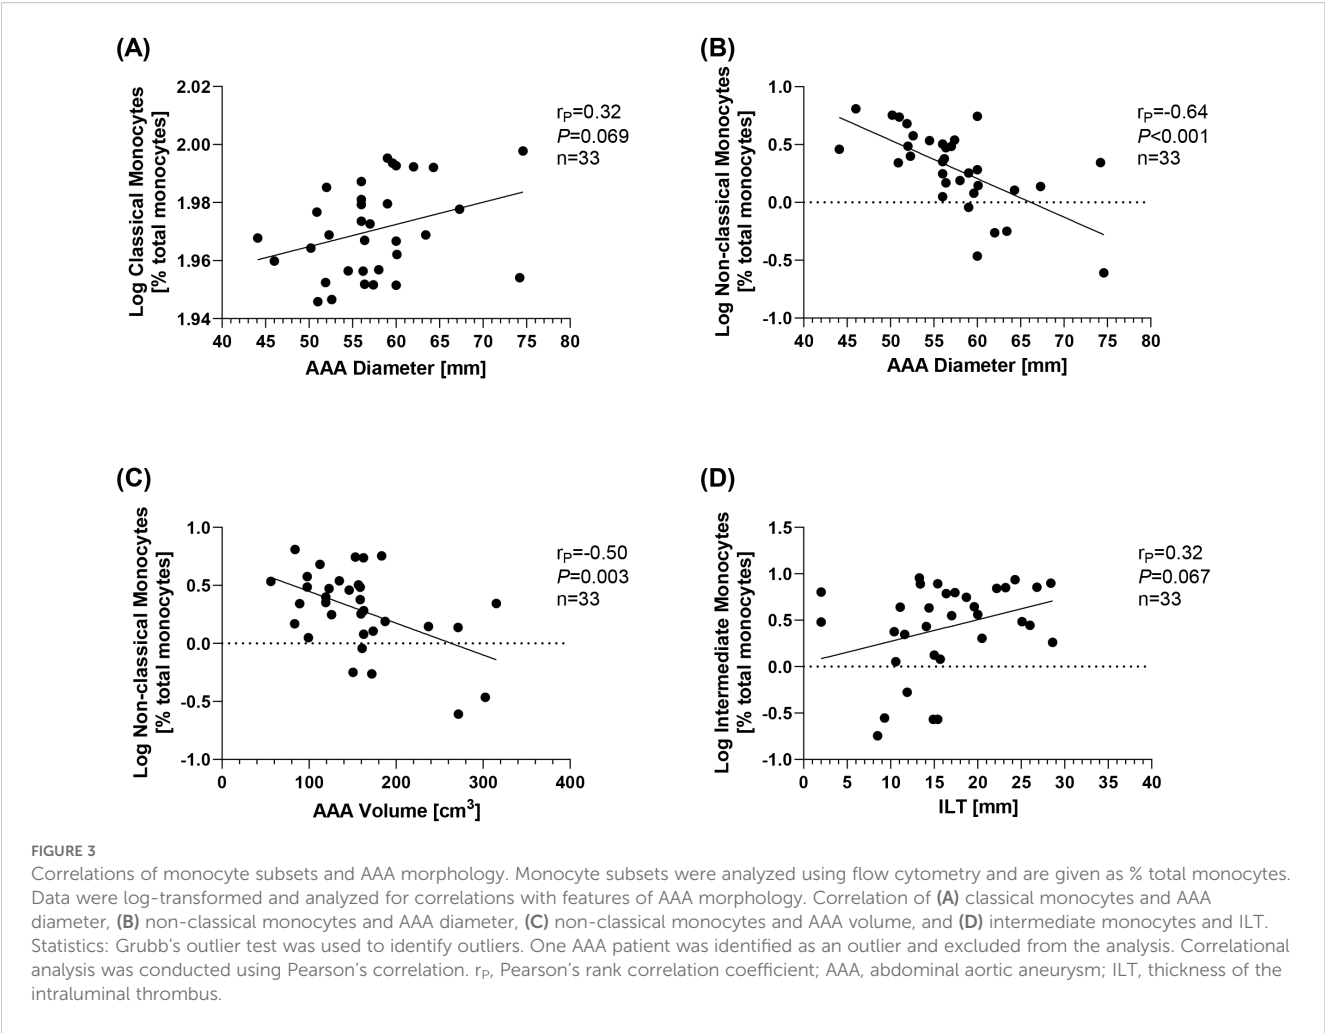 (A)
Log Classical Monocytes
[% total monocytes]
2.02
2.00
1.98
1.96
1.94
40 45 50 55 60 65 70 75 80
AAA Diameter [mm]
rP=0.32
P=0.069
n=33
(B)
Log Non-classical Monocytes
[% total monocytes]
1.0
0.5
0.0
-0.5
-1.0
40 45 50 55 60 65 70 75 80
AAA Diameter [mm]
rP=-0.64
P<0.001
n=33
(C)
Log Non-classical Monocytes
[% total monocytes]
1.0
0.5
0.0
-0.5
-1.0
0 100 200 300 400
AAA Volume [cm3]
rP=-0.50
P=0.003
n=33
(D)
Log Intermediate Monocytes
[% total monocytes]
1.5
1.0
0.5
0.0
-0.5
-1.0
0 5 10 15 20 25 30 35 40
ILT [mm]
rP=0.32
P=0.067
n=33
FIGURE 3
Correlations of monocyte subsets and AAA morphology. Monocyte subsets were analyzed using flow cytometry and are given as % total monocytes.
Data were log-transformed and analyzed for correlations with features of AAA morphology. Correlation of (A) classical monocytes and AAA
diameter, (B) non-classical monocytes and AAA diameter, (C) non-classical monocytes and AAA volume, and (D) intermediate monocytes and ILT.
Statistics: Grubb's outlier test was used to identify outliers. One AAA patient was identified as an outlier and excluded from the analysis. Correlational
analysis was conducted using Pearson's correlation. rP, Pearson's rank correlation coefficient; AAA, abdominal aortic aneurysm; ILT, thickness of the
intraluminal thrombus.